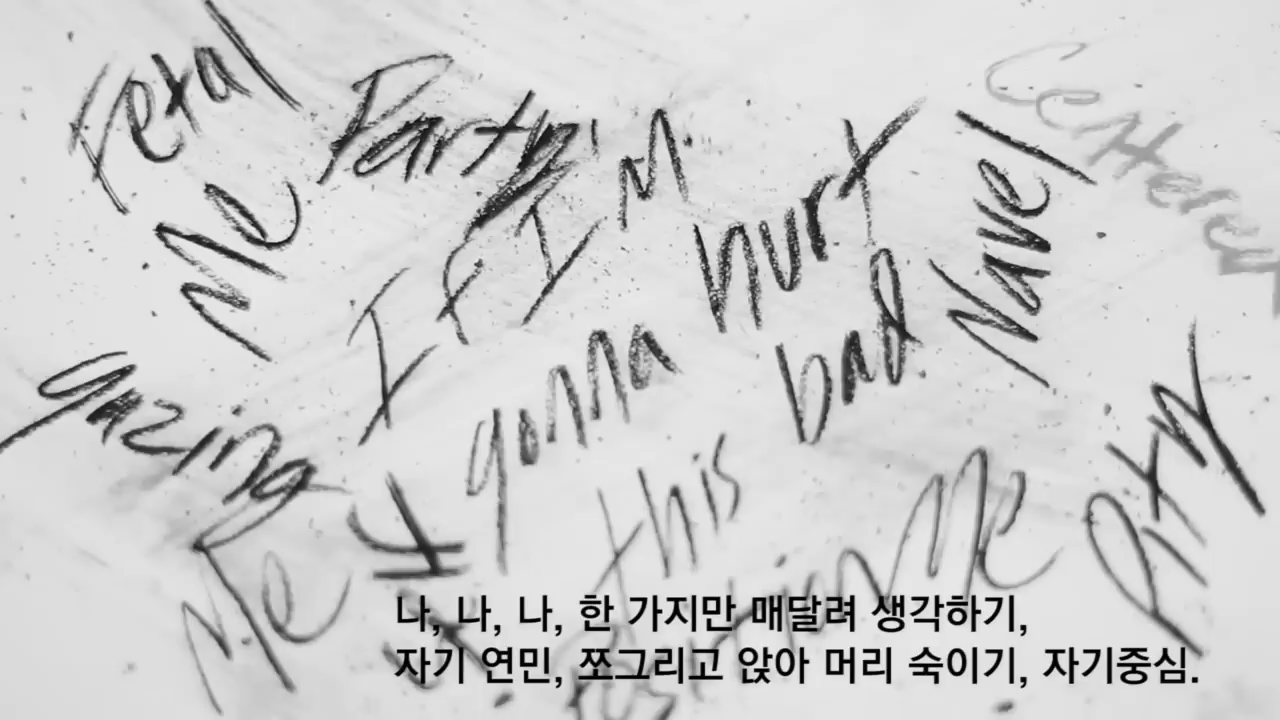 Fetal
Party
Me
If I'm
hurt
Navel
CeHered
gonna
bad
gazing
this
Pity
Me
Me
나, 나, 나, 한 가지만 매달려 생각하기,
자기 연민, 쪼그리고 앉아 머리 숙이기, 자기중심.